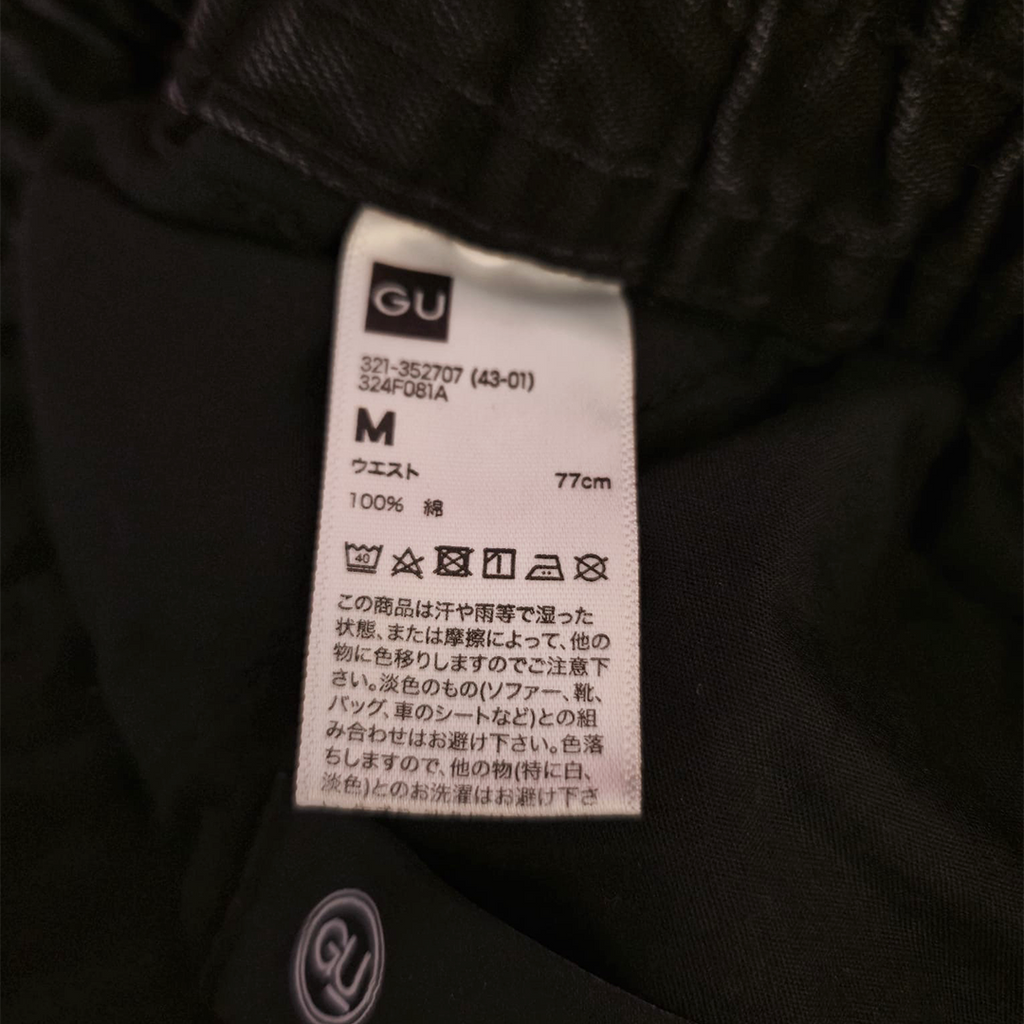 GU
321-352707 (43-01)
324F081A
M
ウエスト 77cm
100% 綿
40
この商品は汗や雨等で湿った
状態、または摩擦によって、他の
物に色移りしますのでご注意下
さい。淡色のもの(ソファー、靴、
バッグ、車のシートなど)との組
み合わせはお避け下さい。色落
ちしますので、他の物(特に白、
淡色)とのお洗濯はお避け下さ
GU